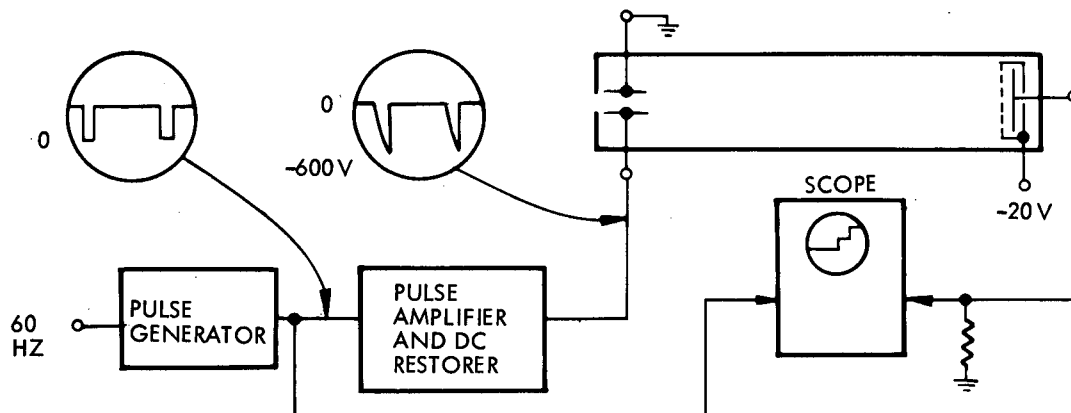 0
0
-600 V
-20 V
SCOPE
60
HZ
PULSE
GENERATOR
PULSE
AMPLIFIER
AND DC
RESTORER